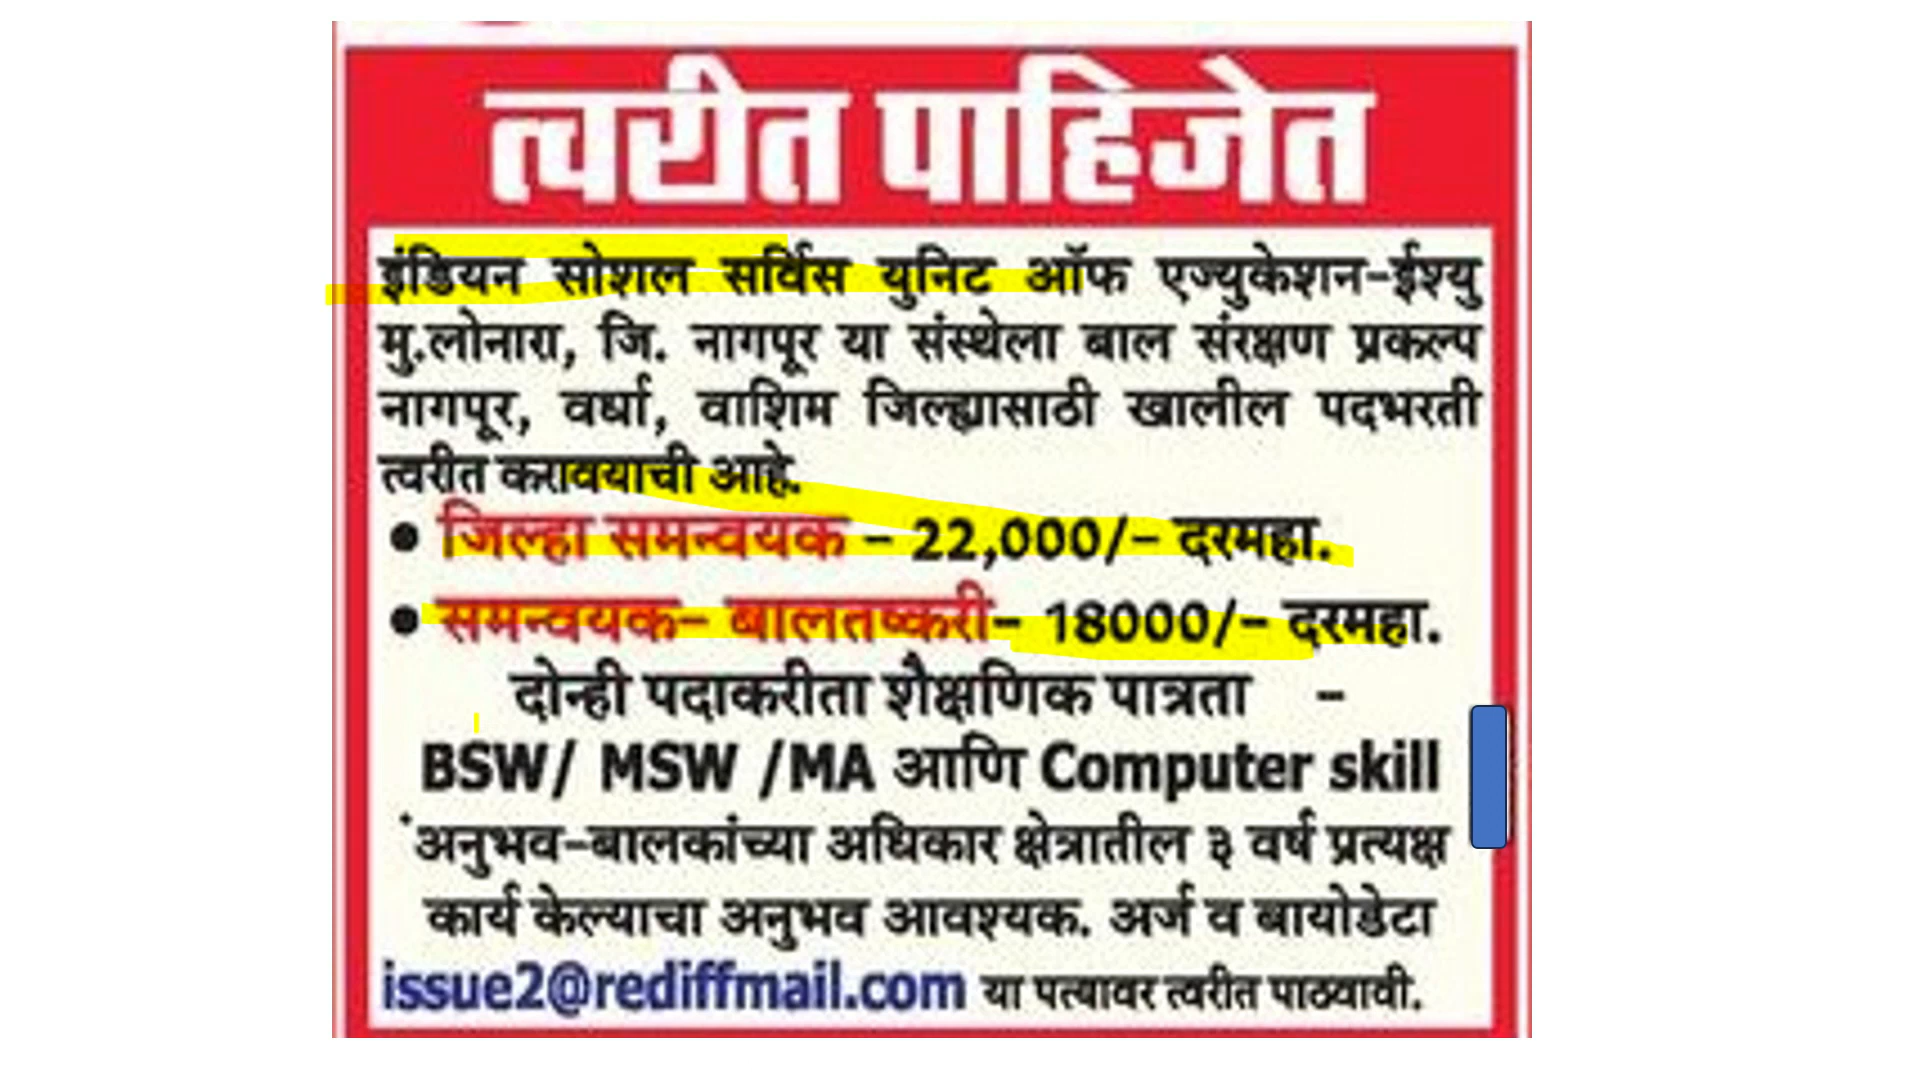 त्वरीत पाहिजेत
इंडियन सोशल सर्विस युनिट ऑफ एज्युकेशन-ईश्यु
मु.लोनारा, जि. नागपूर या संस्थेला बाल संरक्षण प्रकल्प
नागपूर, वर्धा, वाशिम जिल्ह्यासाठी खालील पदभरती
त्वरीत करावयाची आहे.
● जिल्हा समन्वयक - 22,000/- दरमहा.
● समन्वयक- बालतष्करी- 18000/- दरमहा.
दोन्ही पदाकरीता शैक्षणिक पात्रता -
BSW/ MSW /MA आणि Computer skill
अनुभव-बालकांच्या अधिकार क्षेत्रातील ३ वर्ष प्रत्यक्ष
कार्य केल्याचा अनुभव आवश्यक. अर्ज व बायोडेटा
issue2@rediffmail.com या पत्यावर त्वरीत पाठवावी.